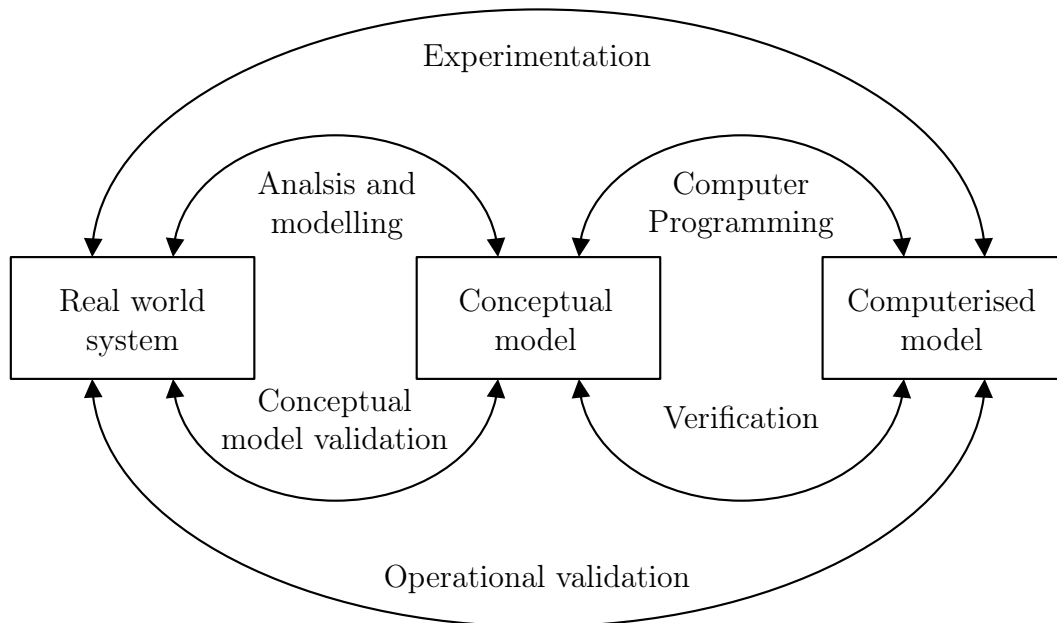 Experimentation
Analsis and
modelling
Computer
Programming
Real world
system
Conceptual
model
Computerised
model
Conceptual
model validation
Verification
Operational validation